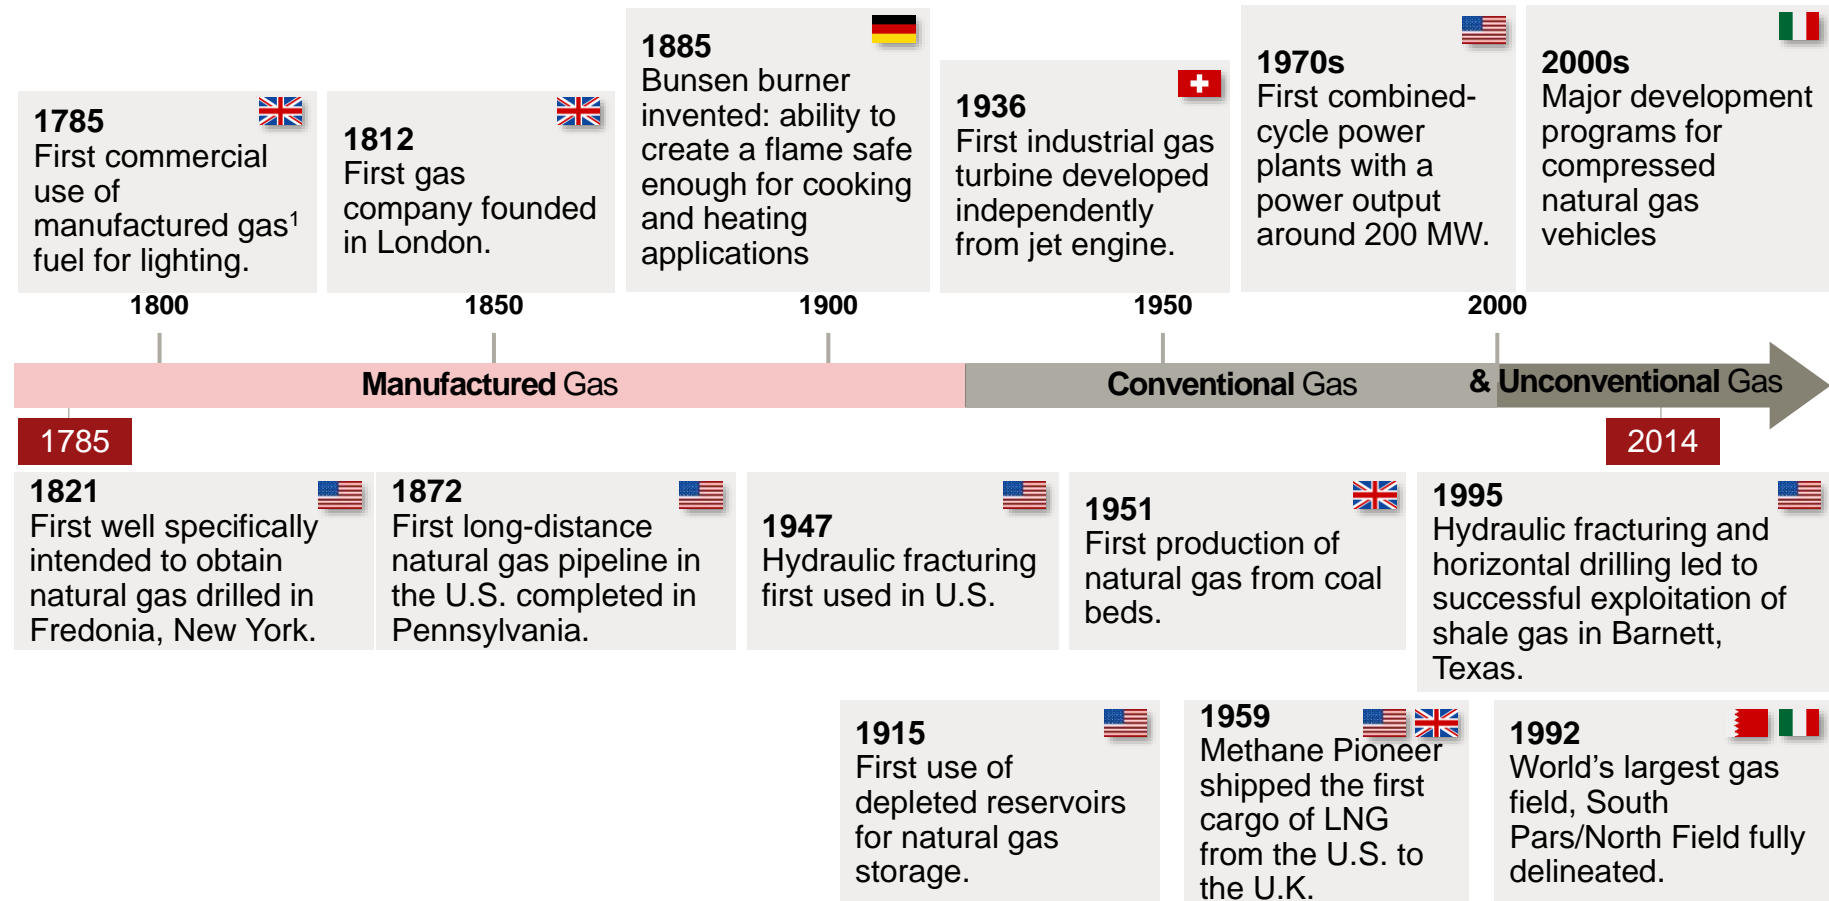 1785
First commercial
use of
manufactured gas¹
fuel for lighting.
1812
First gas
company founded
in London.
1885
Bunsen burner
invented: ability to
create a flame safe
enough for cooking
and heating
applications
1936
First industrial gas
turbine developed
independently
from jet engine.
1970s
First combined-
cycle power
plants with a
power output
around 200 MW.
2000s
Major development
programs for
compressed
natural gas
vehicles
1800
1850
1900
1950
2000
Manufactured Gas
Conventional Gas
& Unconventional Gas
1785
2014
1821
First well specifically
intended to obtain
natural gas drilled in
Fredonia, New York.
1872
First long-distance
natural gas pipeline in
the U.S. completed in
Pennsylvania.
1947
Hydraulic fracturing
first used in U.S.
1951
First production of
natural gas from coal
beds.
1995
Hydraulic fracturing and
horizontal drilling led to
successful exploitation of
shale gas in Barnett,
Texas.
1915
First use of
depleted reservoirs
for natural gas
storage.
1959
Methane Pioneer
shipped the first
cargo of LNG
from the U.S. to
the U.K.
1992
World’s largest gas
field, South
Pars/North Field fully
delineated.